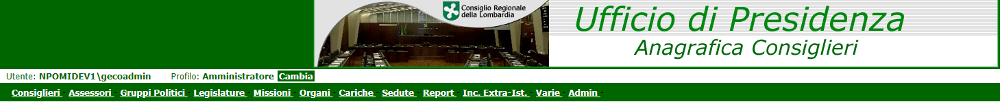 Consiglio Regionale
della Lombardia
Ufficio di Presidenza
Anagrafica Consiglieri
Utente: NPOMIDEV1\gecoadmin Profilo: Amministratore Cambia
Consiglieri - Assessori - Gruppi Politici - Legislature - Missioni - Organi - Cariche - Sedute - Report - Inc. Extra-Ist. - Varie - Admin -